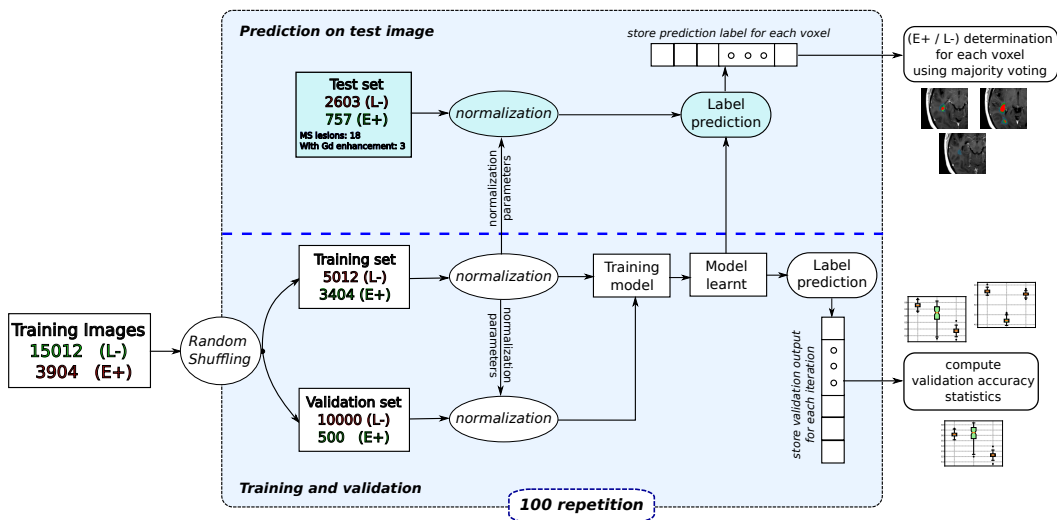 Prediction on test image
store prediction label for each voxel
(E+ / L-) determination
for each voxel
using majority voting
Test set
2603 (L-)
757 (E+)
MS lesions: 18
With Gd enhancement: 3
normalization
Label
prediction
normalization
parameters
Training set
5012 (L-)
3404 (E+)
normalization
Training
model
Model
learnt
Label
prediction
Training Images
15012 (L-)
3904 (E+)
Random
Shuffling
normalization
parameters
store validation output
for each iteration
compute
validation accuracy
statistics
Validation set
10000 (L-)
500 (E+)
normalization
Training and validation
100 repetition